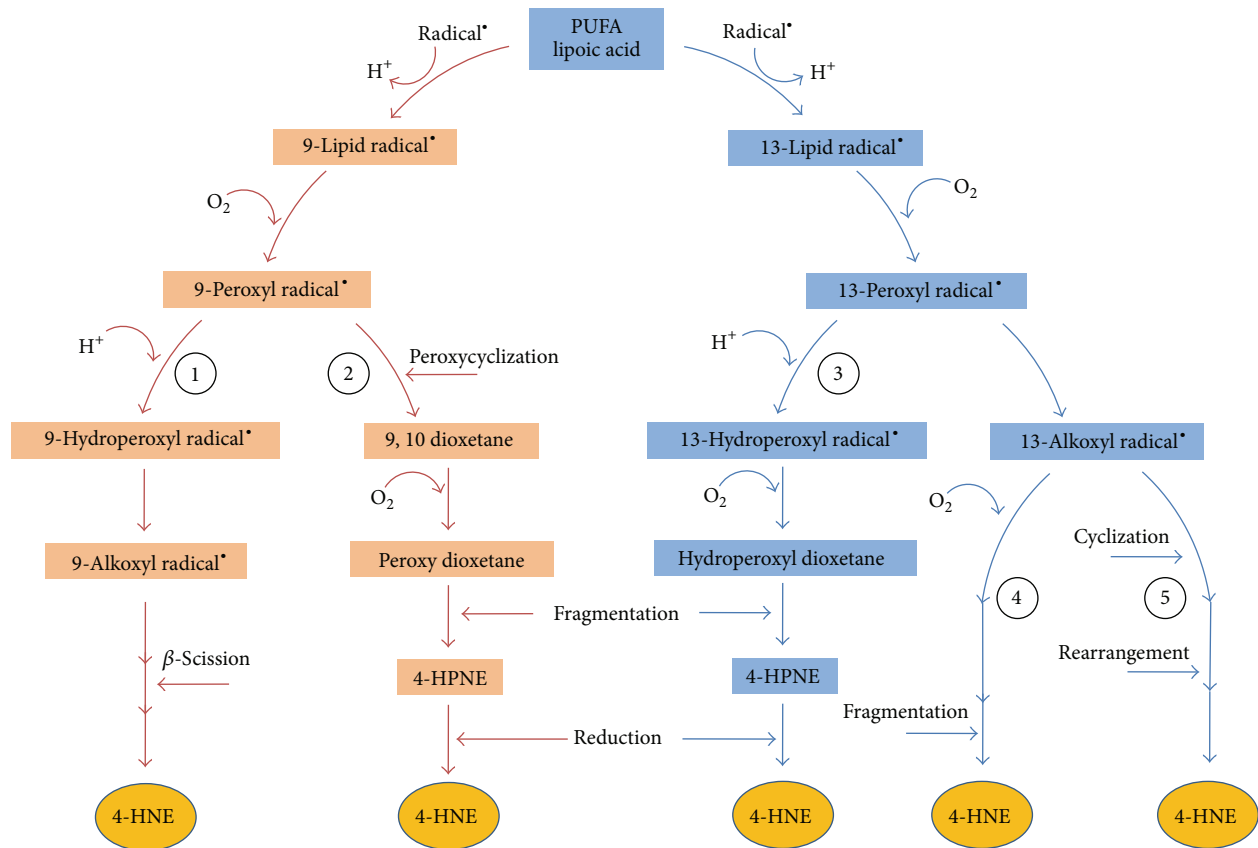 PUFA
lipoic acid
Radical•
Radical•
H+
H+
9-Lipid radical•
13-Lipid radical•
O2
O2
9-Peroxyl radical•
13-Peroxyl radical•
H+
1
2
Peroxycyclization
H+
3
9-Hydroperoxyl radical•
9, 10 dioxetane
13-Hydroperoxyl radical•
13-Alkoxyl radical•
O2
O2
O2
9-Alkoxyl radical•
Peroxy dioxetane
Hydroperoxyl dioxetane
Cyclization
Fragmentation
4
5
β-Scission
4-HPNE
4-HPNE
Rearrangement
Fragmentation
Reduction
4-HNE
4-HNE
4-HNE
4-HNE
4-HNE